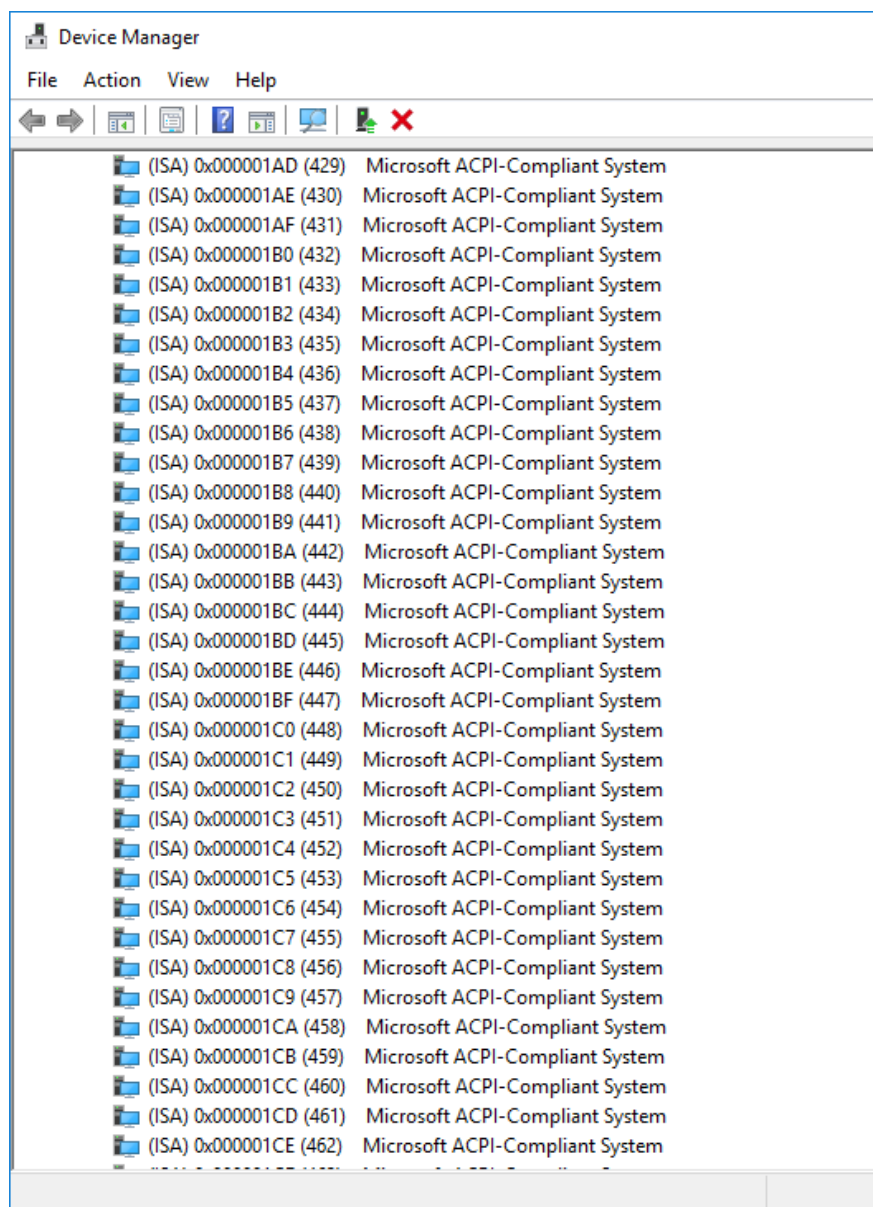 Device Manager
File Action View Help
(ISA) 0x000001AD (429) Microsoft ACPI-Compliant System
(ISA) 0x000001AE (430) Microsoft ACPI-Compliant System
(ISA) 0x000001AF (431) Microsoft ACPI-Compliant System
(ISA) 0x000001B0 (432) Microsoft ACPI-Compliant System
(ISA) 0x000001B1 (433) Microsoft ACPI-Compliant System
(ISA) 0x000001B2 (434) Microsoft ACPI-Compliant System
(ISA) 0x000001B3 (435) Microsoft ACPI-Compliant System
(ISA) 0x000001B4 (436) Microsoft ACPI-Compliant System
(ISA) 0x000001B5 (437) Microsoft ACPI-Compliant System
(ISA) 0x000001B6 (438) Microsoft ACPI-Compliant System
(ISA) 0x000001B7 (439) Microsoft ACPI-Compliant System
(ISA) 0x000001B8 (440) Microsoft ACPI-Compliant System
(ISA) 0x000001B9 (441) Microsoft ACPI-Compliant System
(ISA) 0x000001BA (442) Microsoft ACPI-Compliant System
(ISA) 0x000001BB (443) Microsoft ACPI-Compliant System
(ISA) 0x000001BC (444) Microsoft ACPI-Compliant System
(ISA) 0x000001BD (445) Microsoft ACPI-Compliant System
(ISA) 0x000001BE (446) Microsoft ACPI-Compliant System
(ISA) 0x000001BF (447) Microsoft ACPI-Compliant System
(ISA) 0x000001C0 (448) Microsoft ACPI-Compliant System
(ISA) 0x000001C1 (449) Microsoft ACPI-Compliant System
(ISA) 0x000001C2 (450) Microsoft ACPI-Compliant System
(ISA) 0x000001C3 (451) Microsoft ACPI-Compliant System
(ISA) 0x000001C4 (452) Microsoft ACPI-Compliant System
(ISA) 0x000001C5 (453) Microsoft ACPI-Compliant System
(ISA) 0x000001C6 (454) Microsoft ACPI-Compliant System
(ISA) 0x000001C7 (455) Microsoft ACPI-Compliant System
(ISA) 0x000001C8 (456) Microsoft ACPI-Compliant System
(ISA) 0x000001C9 (457) Microsoft ACPI-Compliant System
(ISA) 0x000001CA (458) Microsoft ACPI-Compliant System
(ISA) 0x000001CB (459) Microsoft ACPI-Compliant System
(ISA) 0x000001CC (460) Microsoft ACPI-Compliant System
(ISA) 0x000001CD (461) Microsoft ACPI-Compliant System
(ISA) 0x000001CE (462) Microsoft ACPI-Compliant System